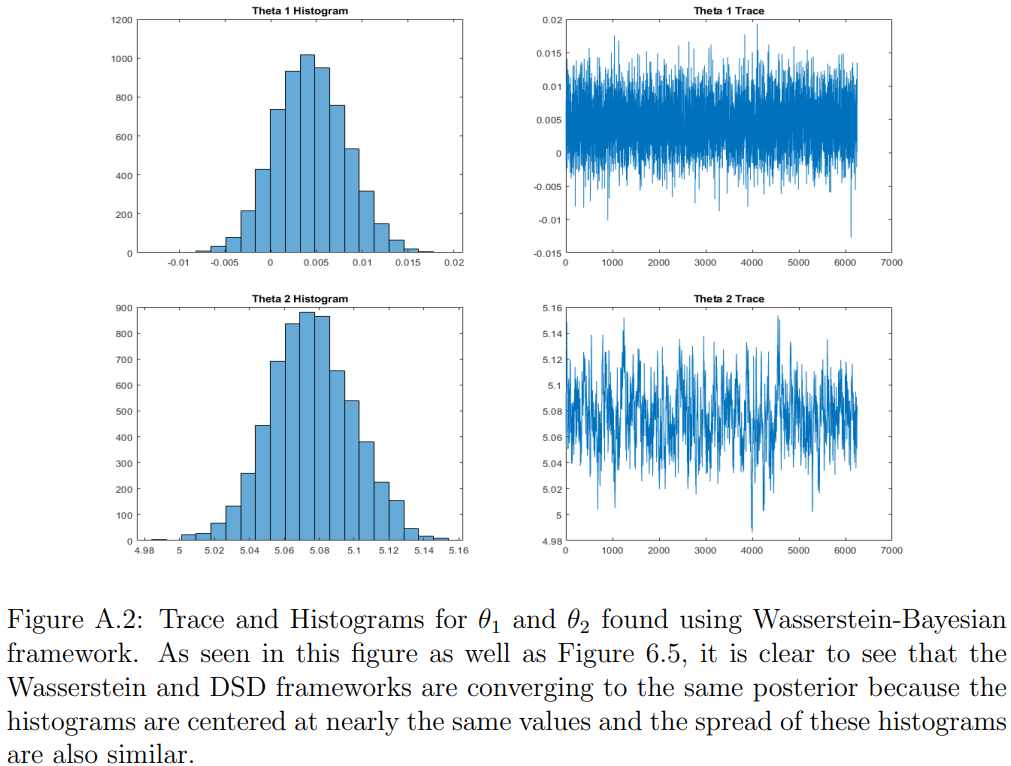 Theta 1 Histogram
1200
1000
800
600
400
200
0
-0.01 -0.005 0 0.005 0.01 0.015 0.02
Theta 1 Trace
0.02
0.015
0.01
0.005
0
-0.005
-0.01
-0.015
0 1000 2000 3000 4000 5000 6000 7000
Theta 2 Histogram
900
800
700
600
500
400
300
200
100
0
4.98 5 5.02 5.04 5.06 5.08 5.1 5.12 5.14 5.16
Theta 2 Trace
5.16
5.14
5.12
5.1
5.08
5.06
5.04
5.02
5
4.98
0 1000 2000 3000 4000 5000 6000 7000
Figure A.2: Trace and Histograms for θ₁ and θ₂ found using Wasserstein-Bayesian
framework. As seen in this figure as well as Figure 6.5, it is clear to see that the
Wasserstein and DSD frameworks are converging to the same posterior because the
histograms are centered at nearly the same values and the spread of these histograms
are also similar.